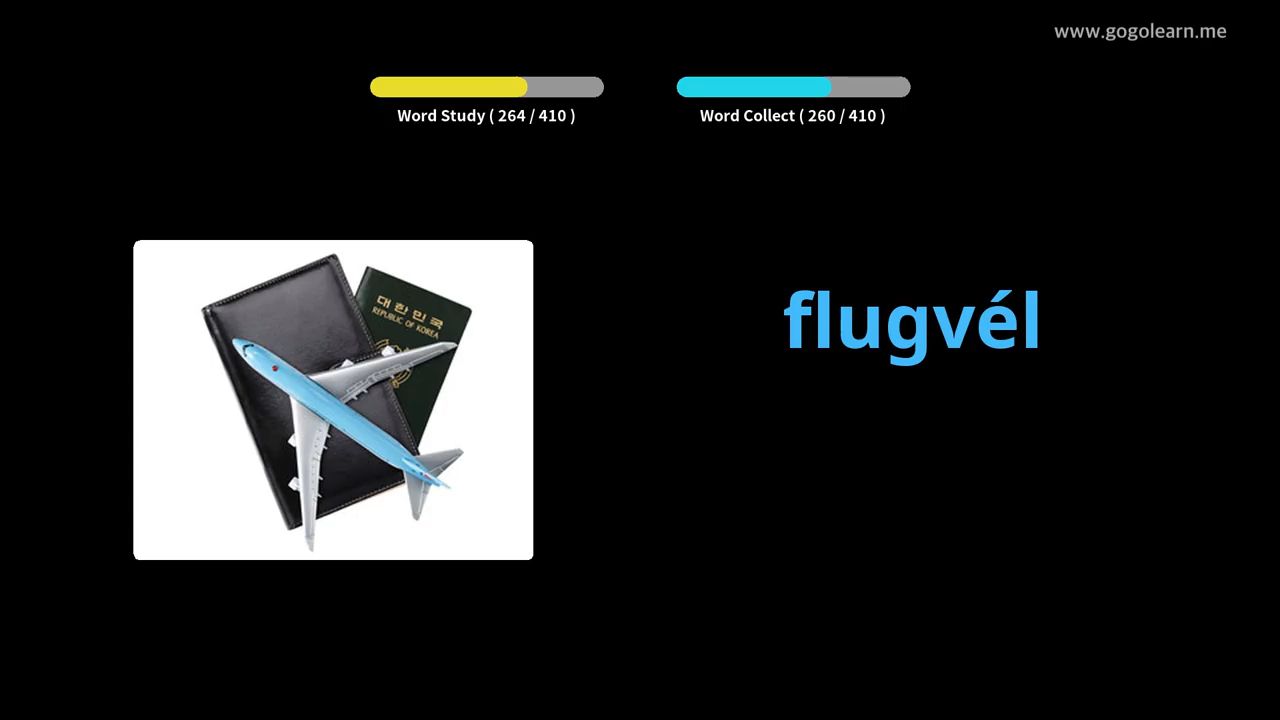 www.gogolearn.me
Word Study ( 264 / 410 )
Word Collect ( 260 / 410 )
대한민국
REPUBLIC OF KOREA
flugvél